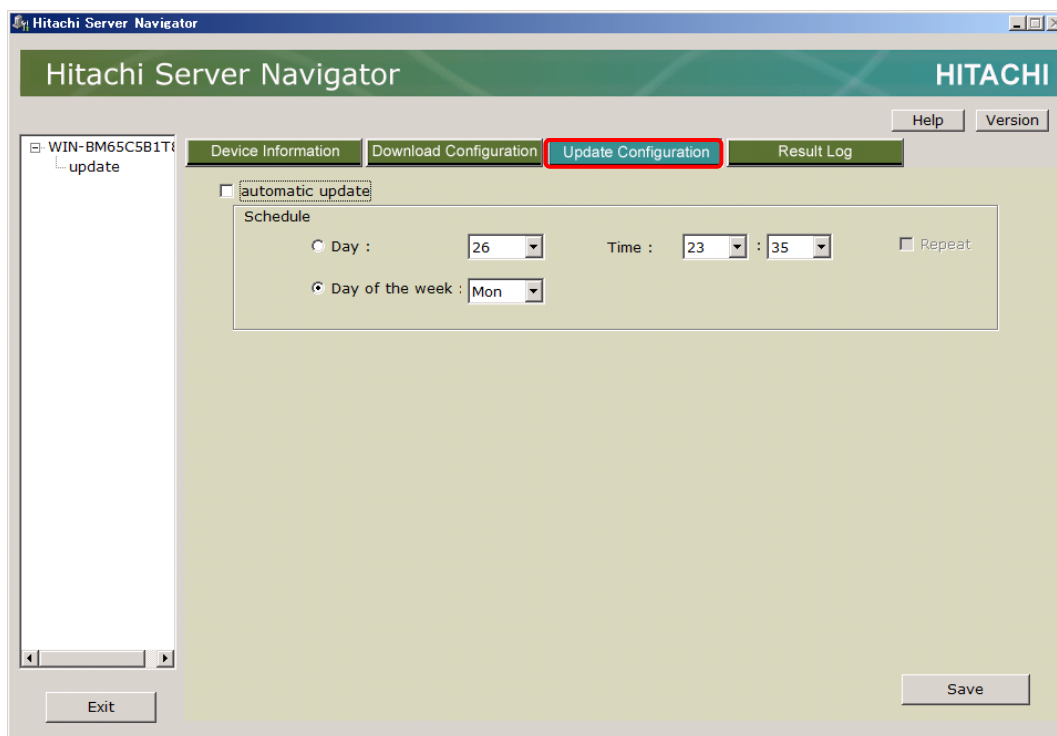 Hitachi Server Navigator
Hitachi Server Navigator HITACHI
Help Version
WIN-BM65C5B1T8
update
Device Information Download Configuration Update Configuration Result Log
automatic update
Schedule
Day : 26 Time : 23 : 35 Repeat
Day of the week : Mon
Save
Exit